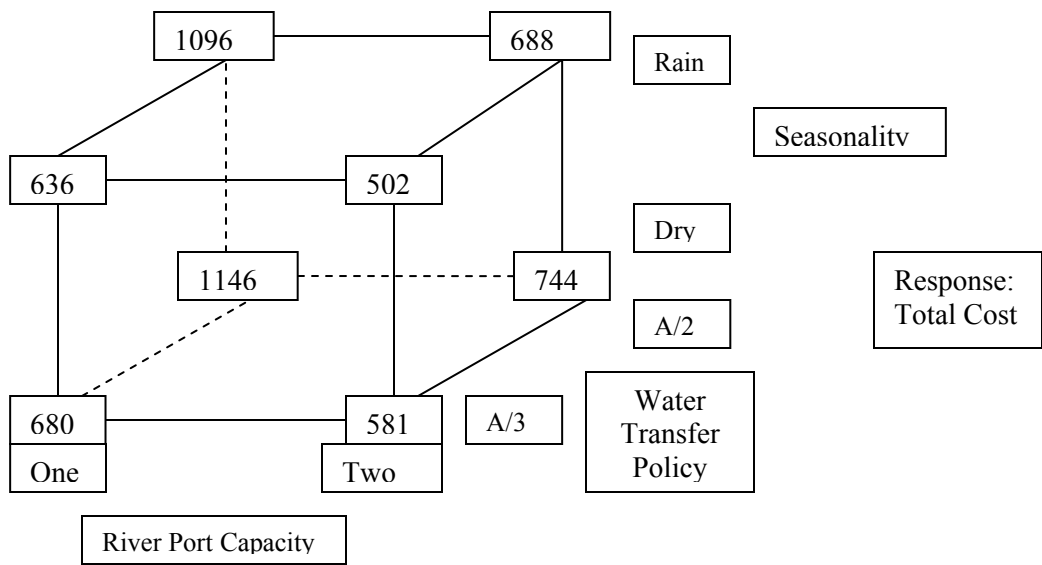 1096
688
Rain
Seasonality
636
502
Dry
1146
744
Response:
Total Cost
A/2
680
581
A/3
Water
Transfer
Policy
One
Two
River Port Capacity